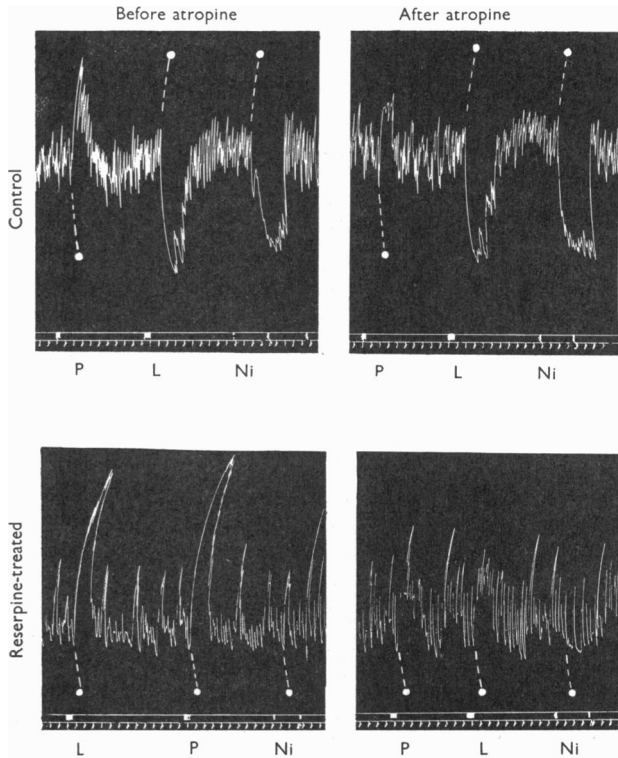 Before atropine After atropine
Control
P L Ni P L Ni
Reserpine-treated
L P Ni P L Ni